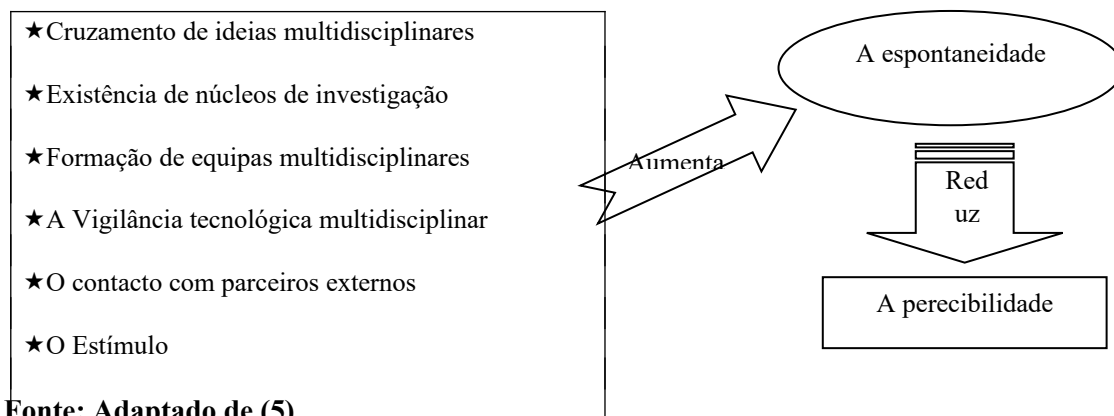 ★Cruzamento de ideias multidisciplinares
★Existência de núcleos de investigação
★Formação de equipas multidisciplinares
★A Vigilância tecnológica multidisciplinar
★O contacto com parceiros externos
★O Estímulo
Fonte: Adaptado de (5)
Aumenta
A espontaneidade
Red
uz
A perecibilidade